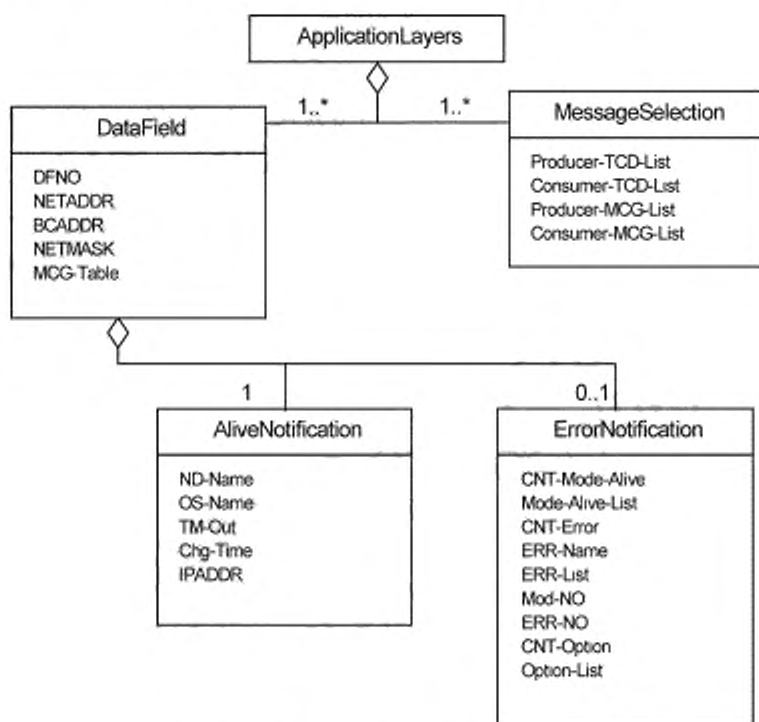 ApplicationLayers
1..*
1..*
DataField
DFNO
NETADDR
BCADDR
NETMASK
MCG-Table
MessageSelection
Producer-TCD-List
Consumer-TCD-List
Producer-MCG-List
Consumer-MCG-List
1
0..1
AliveNotification
ND-Name
OS-Name
TM-Out
Chg-Time
IPADDR
ErrorNotification
CNT-Mode-Alive
Mode-Alive-List
CNT-Error
ERR-Name
ERR-List
Mod-NO
ERR-NO
CNT-Option
Option-List